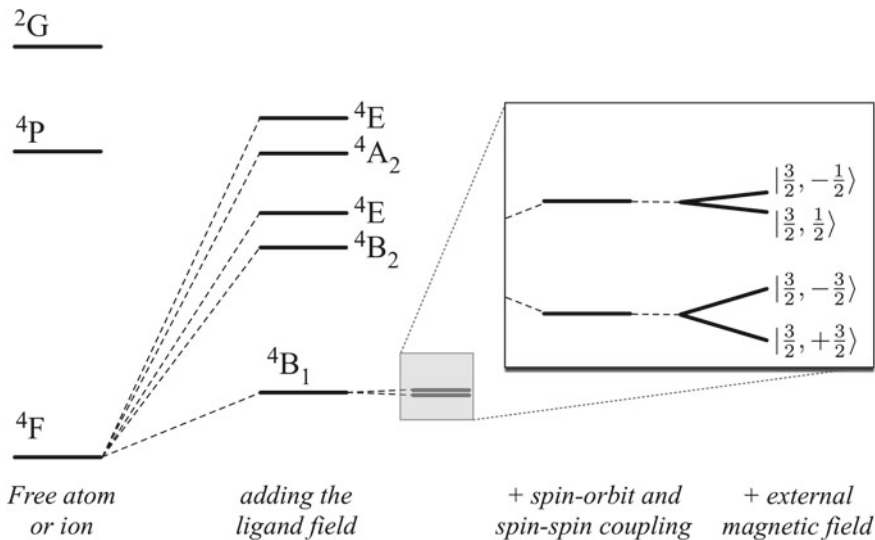 ²G
⁴P
⁴F
⁴E
⁴A₂
⁴E
⁴B₂
⁴B₁
|3/2, −1/2⟩
|3/2, 1/2⟩
|3/2, −3/2⟩
|3/2, +3/2⟩
Free atom
or ion
adding the
ligand field
+ spin-orbit and
spin-spin coupling
+ external
magnetic field